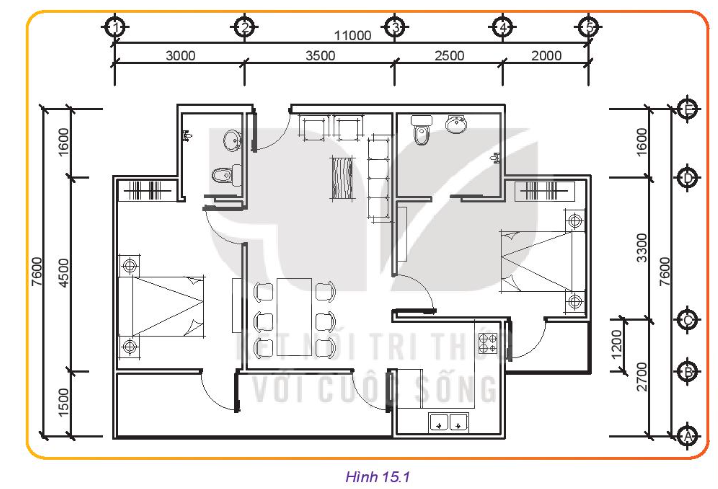 1 2 3 4 5
11000
3000 3500 2500 2000
1600 4500 1500
7600
E
D
C
B
A
1600 3300 2700
1200
7600
KẾT NỐI TRI THỨC
VỚI CUỘC SỐNG
Hình 15.1